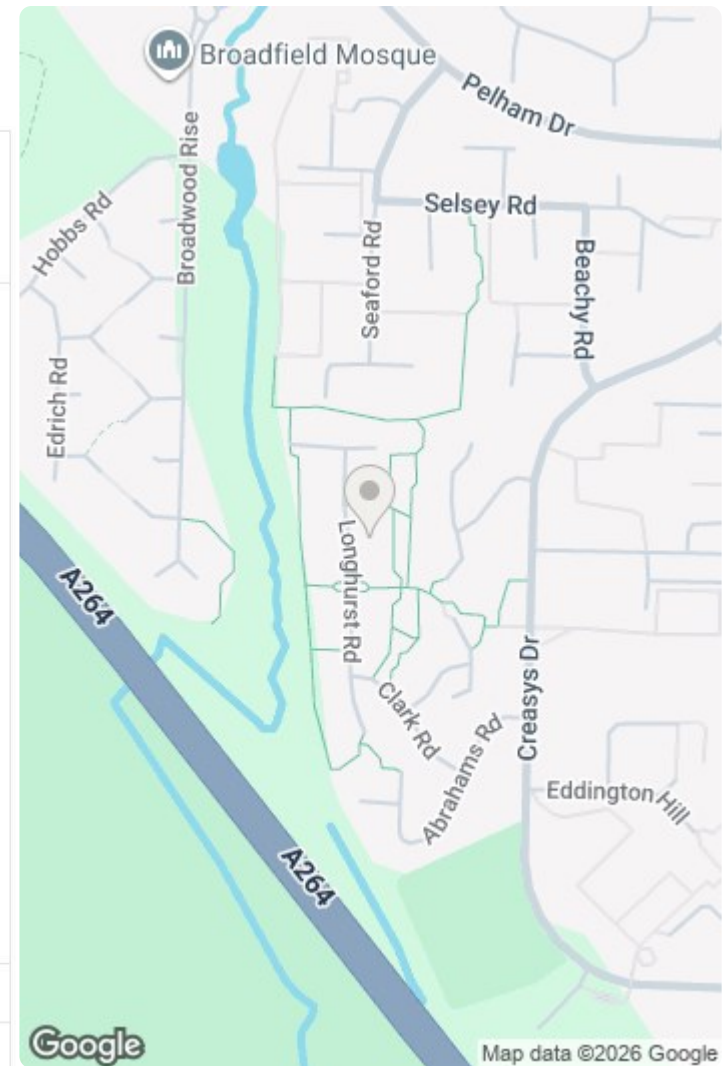 Broadfield Mosque
Pelham Dr
Broadwood Rise
Hobbs Rd
Selsey Rd
Seaford Rd
Beachy Rd
Edrich Rd
Longhurst Rd
A264
Creasys Dr
Clark Rd
Abrahams Rd
Eddington Hill
A264
Google
Map data ©2026 Google